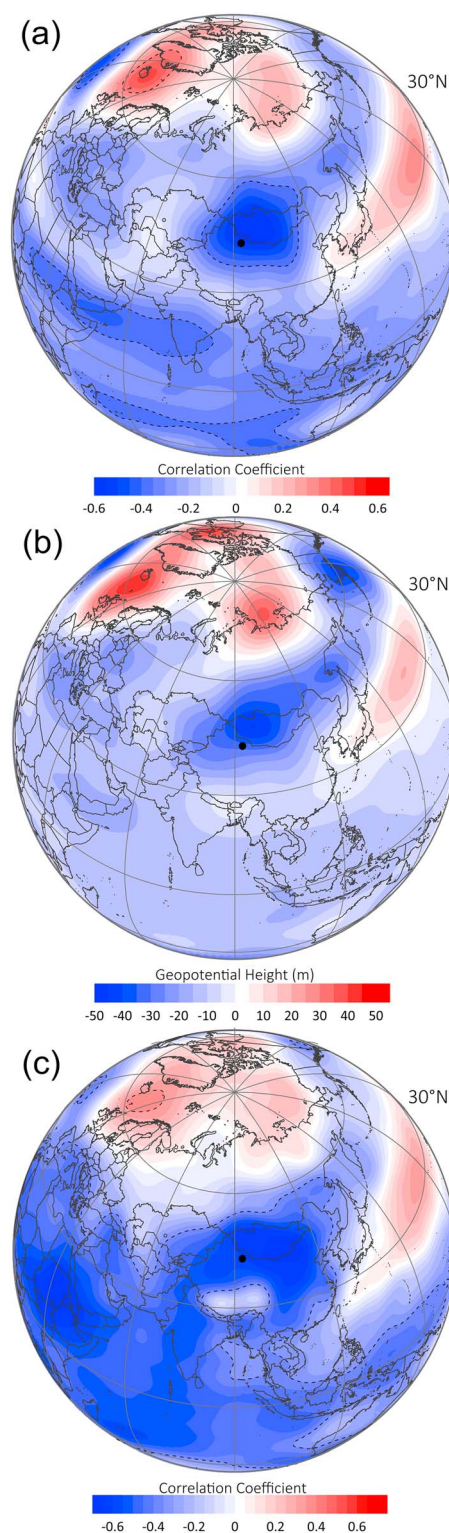 (a)
30°N
Correlation Coefficient
-0.6 -0.4 -0.2 0 0.2 0.4 0.6
(b)
30°N
Geopotential Height (m)
-50 -40 -30 -20 -10 0 10 20 30 40 50
(c)
30°N
Correlation Coefficient
-0.6 -0.4 -0.2 0 0.2 0.4 0.6